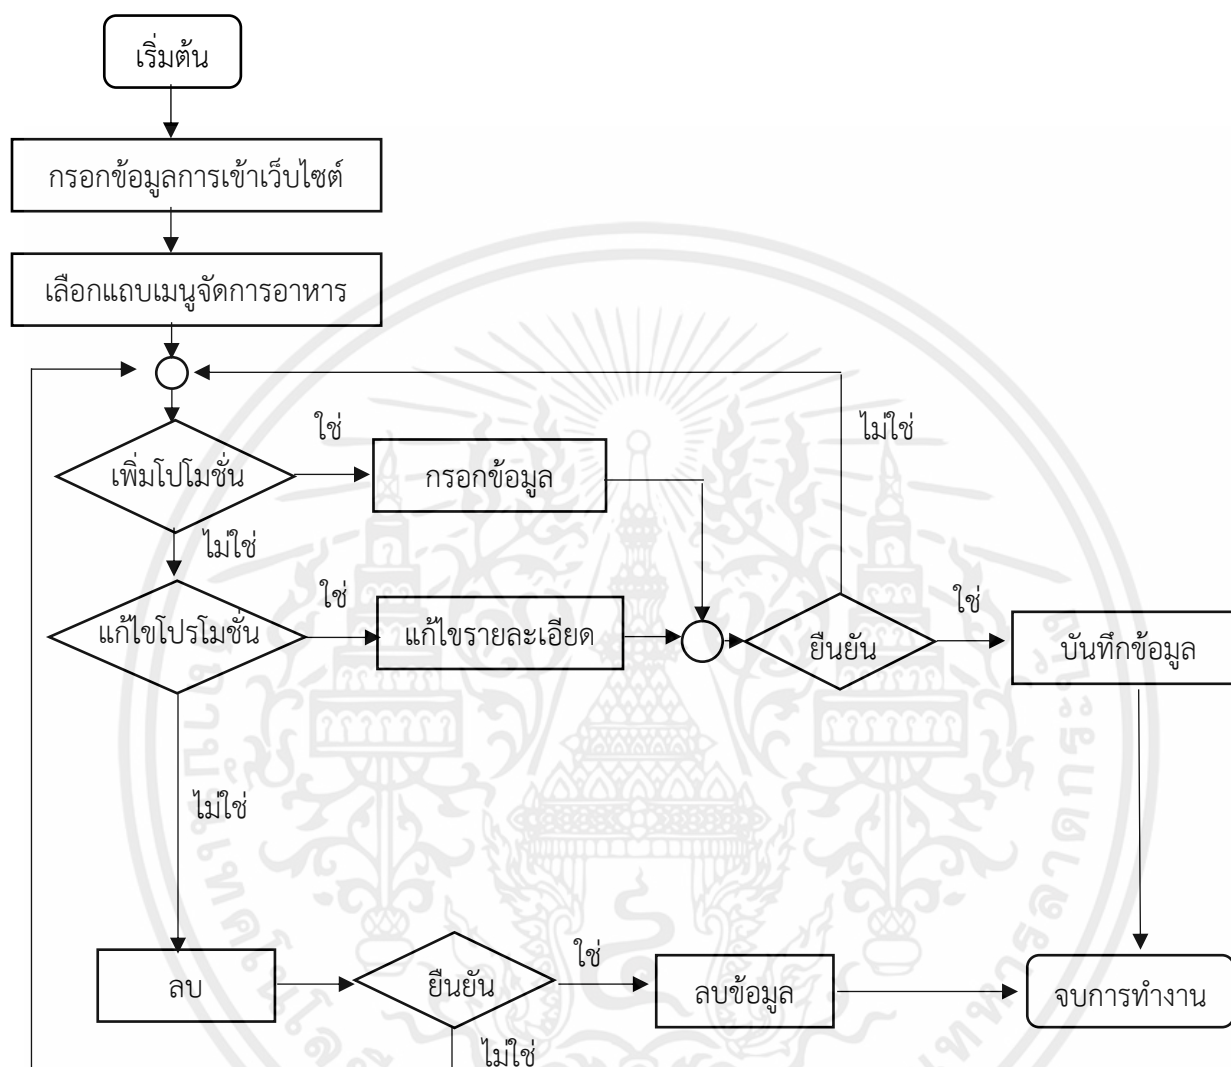 เริ่มต้น
กรอกข้อมูลการเข้าเว็บไซต์
เลือกแถบเมนูจัดการอาหาร
ใช่
ไม่ใช่
เพิ่มโปโมชั่น
กรอกข้อมูล
ไม่ใช่
ใช่
ใช่
แก้ไขโปรโมชั่น
แก้ไขรายละเอียด
ยืนยัน
บันทึกข้อมูล
ไม่ใช่
ใช่
ลบ
ยืนยัน
ลบข้อมูล
จบการทำงาน
ไม่ใช่